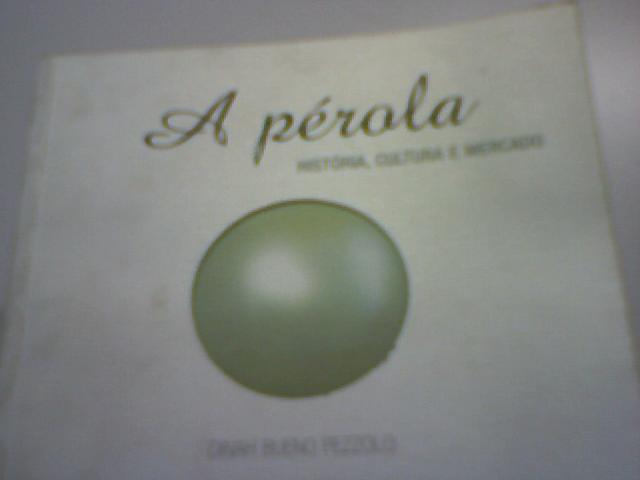 A pérola
HISTÓRIA, CULTURA E MERCADO
DINAH BUENO PEZZOLO